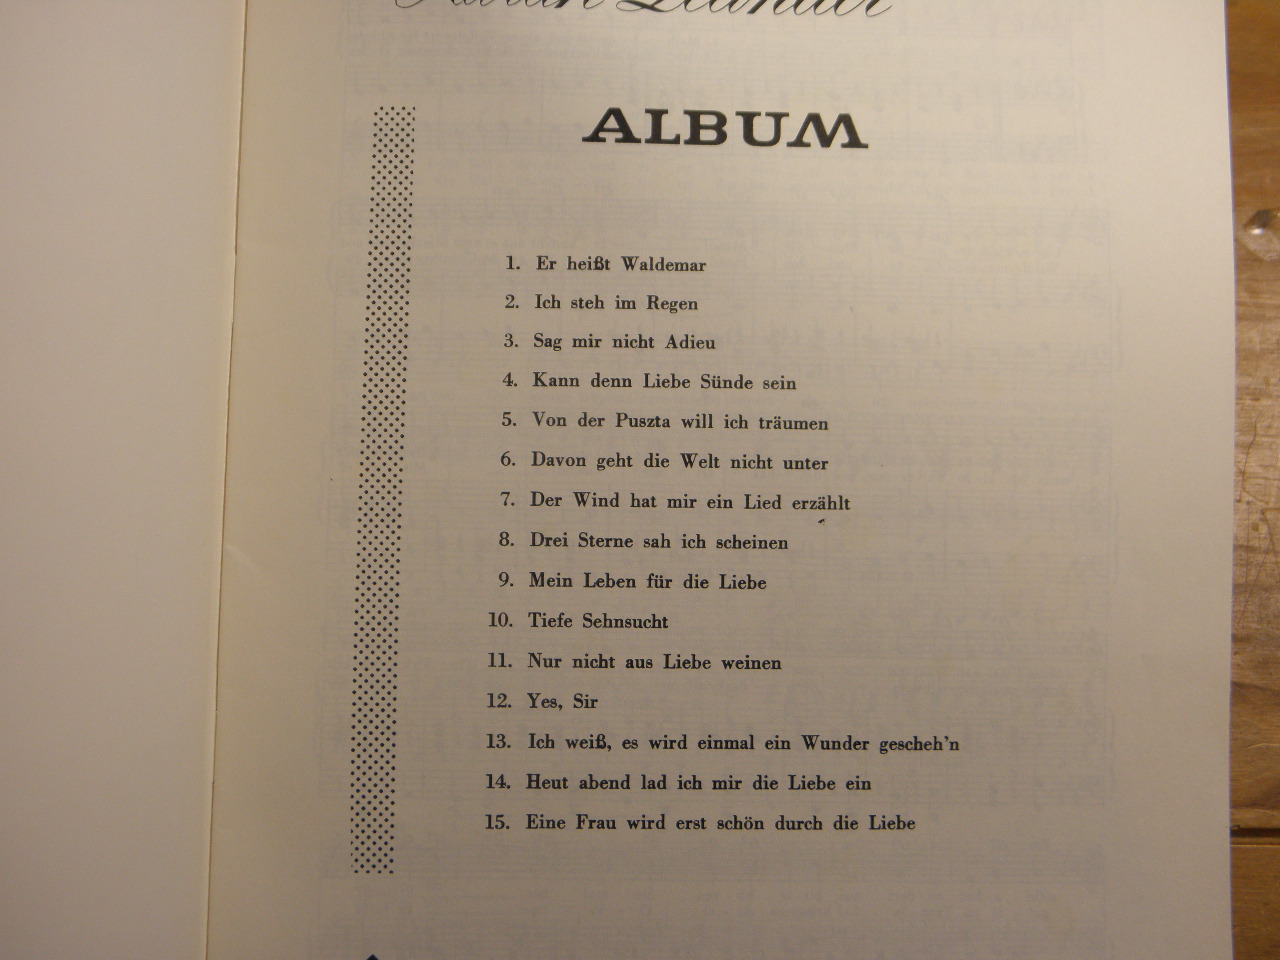 ALBUM
1. Er heißt Waldemar
2. Ich steh im Regen
3. Sag mir nicht Adieu
4. Kann denn Liebe Sünde sein
5. Von der Puszta will ich träumen
6. Davon geht die Welt nicht unter
7. Der Wind hat mir ein Lied erzählt
8. Drei Sterne sah ich scheinen
9. Mein Leben für die Liebe
10. Tiefe Sehnsucht
11. Nur nicht aus Liebe weinen
12. Yes, Sir
13. Ich weiß, es wird einmal ein Wunder gescheh'n
14. Heut abend lad ich mir die Liebe ein
15. Eine Frau wird erst schön durch die Liebe